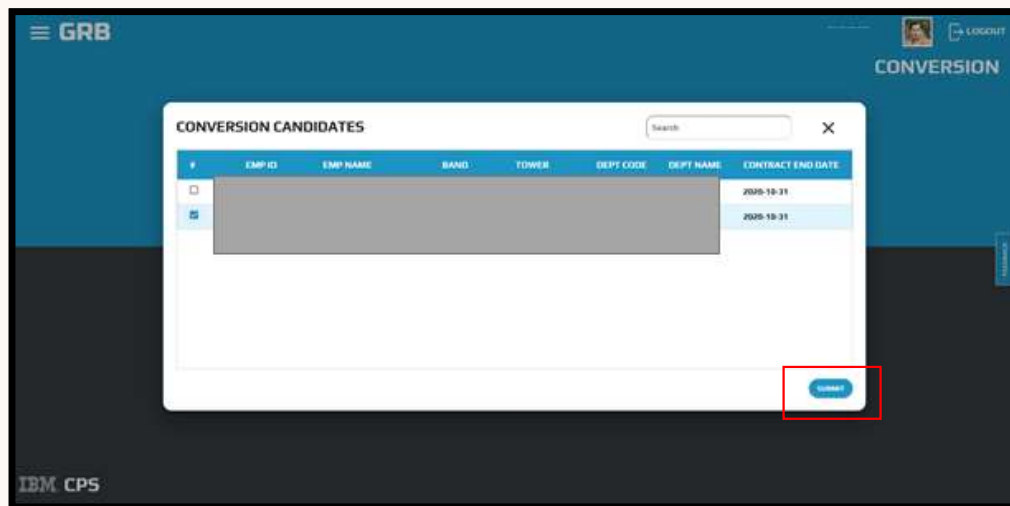 GRB
LOGOUT
CONVERSION
CONVERSION CANDIDATES
Search
# EMP ID EMP NAME BAND TOWER DEPT CODE DEPT NAME CONTRACT END DATE
2020-10-31
2020-10-31
FEEDBACK
SUBMIT
IBM CPS